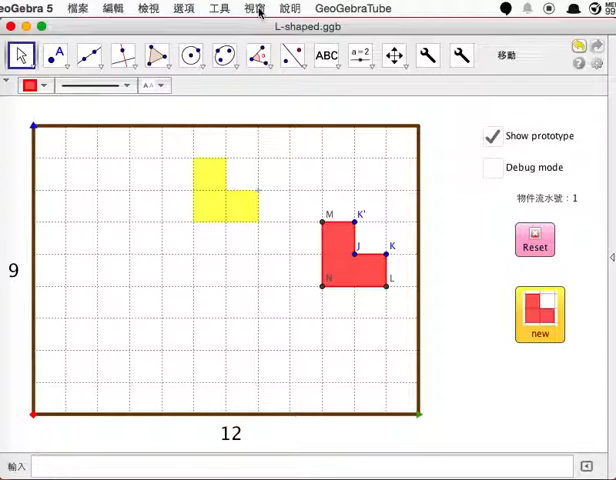 eoGebra 5 檔案 編輯 檢視 選項 工具 視窗 說明 GeoGebraTube
L-shaped.ggb
A ABC a=2 移動
AA
Show prototype
Debug mode
物件流水號：1
M K'
J K
N L
Reset
new
9
12
輸入